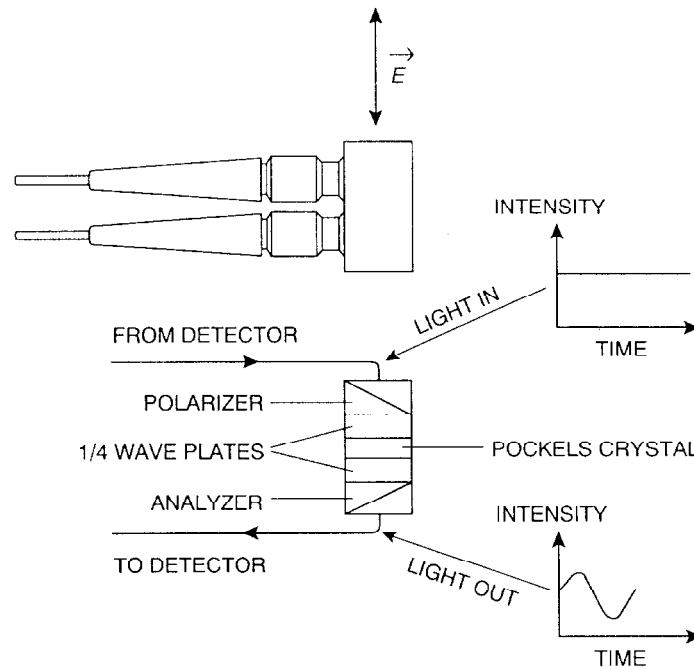 E
INTENSITY
LIGHT IN
TIME
FROM DETECTOR
POLARIZER
1/4 WAVE PLATES
POCKELS CRYSTAL
ANALYZER
INTENSITY
TO DETECTOR
LIGHT OUT
TIME